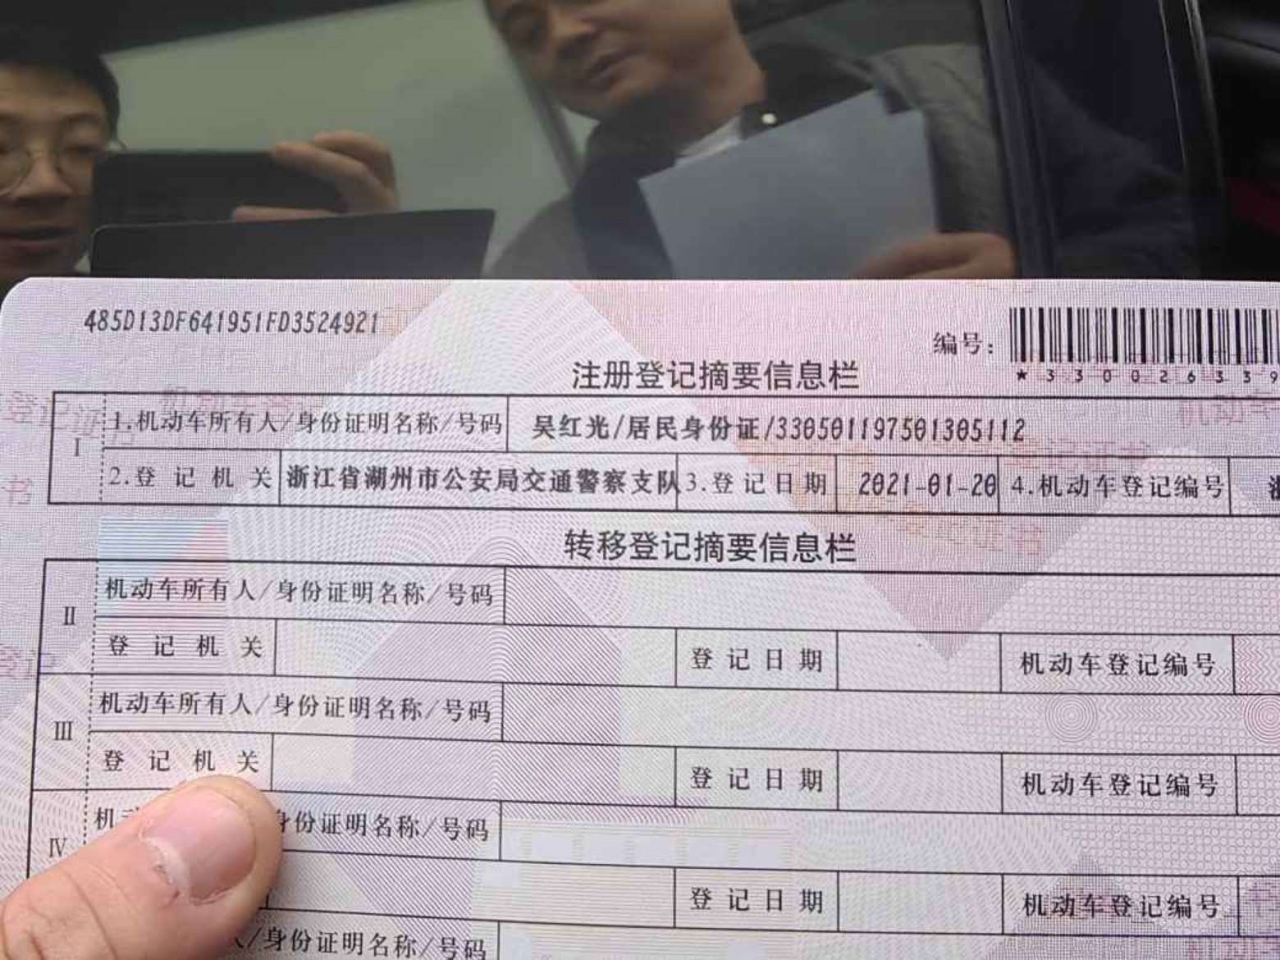 485D13DF641951FD3524921
编号：
*330026339
注册登记摘要信息栏
I
1.机动车所有人/身份证明名称/号码 吴红光/居民身份证/330501197501305112
2.登记机关 浙江省湖州市公安局交通警察支队 3.登记日期 2021-01-20 4.机动车登记编号
转移登记摘要信息栏
II
机动车所有人/身份证明名称/号码
登记机关 登记日期 机动车登记编号
III
机动车所有人/身份证明名称/号码
登记机关 登记日期 机动车登记编号
IV
机 身份证明名称/号码
登记日期 机动车登记编号
人/身份证明名称/号码